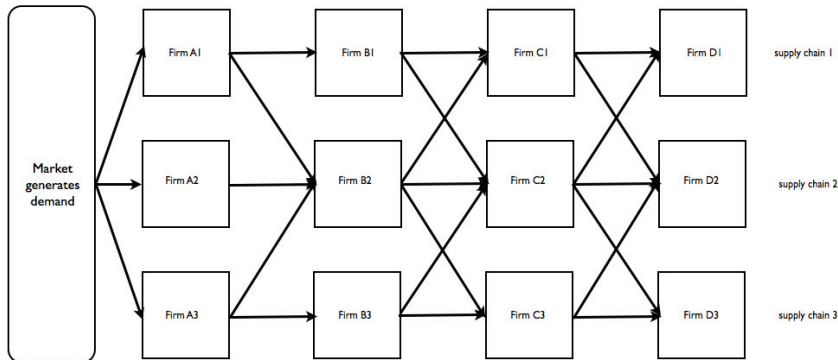 Firm A1
Firm B1
Firm C1
Firm D1
supply chain 1
Market
generates
demand
Firm A2
Firm B2
Firm C2
Firm D2
supply chain 2
Firm A3
Firm B3
Firm C3
Firm D3
supply chain 3